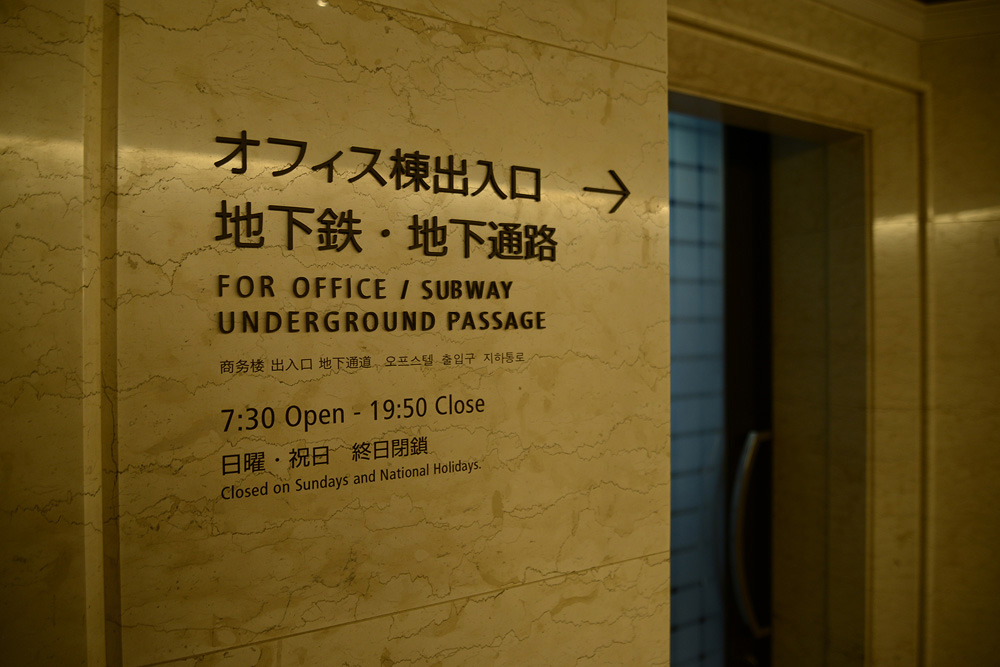 オフィス棟出入口 →
地下鉄・地下通路
FOR OFFICE / SUBWAY
UNDERGROUND PASSAGE
商务楼 出入口 地下通道 오프스텔 출입구 지하통로
7:30 Open - 19:50 Close
日曜・祝日 終日閉鎖
Closed on Sundays and National Holidays.